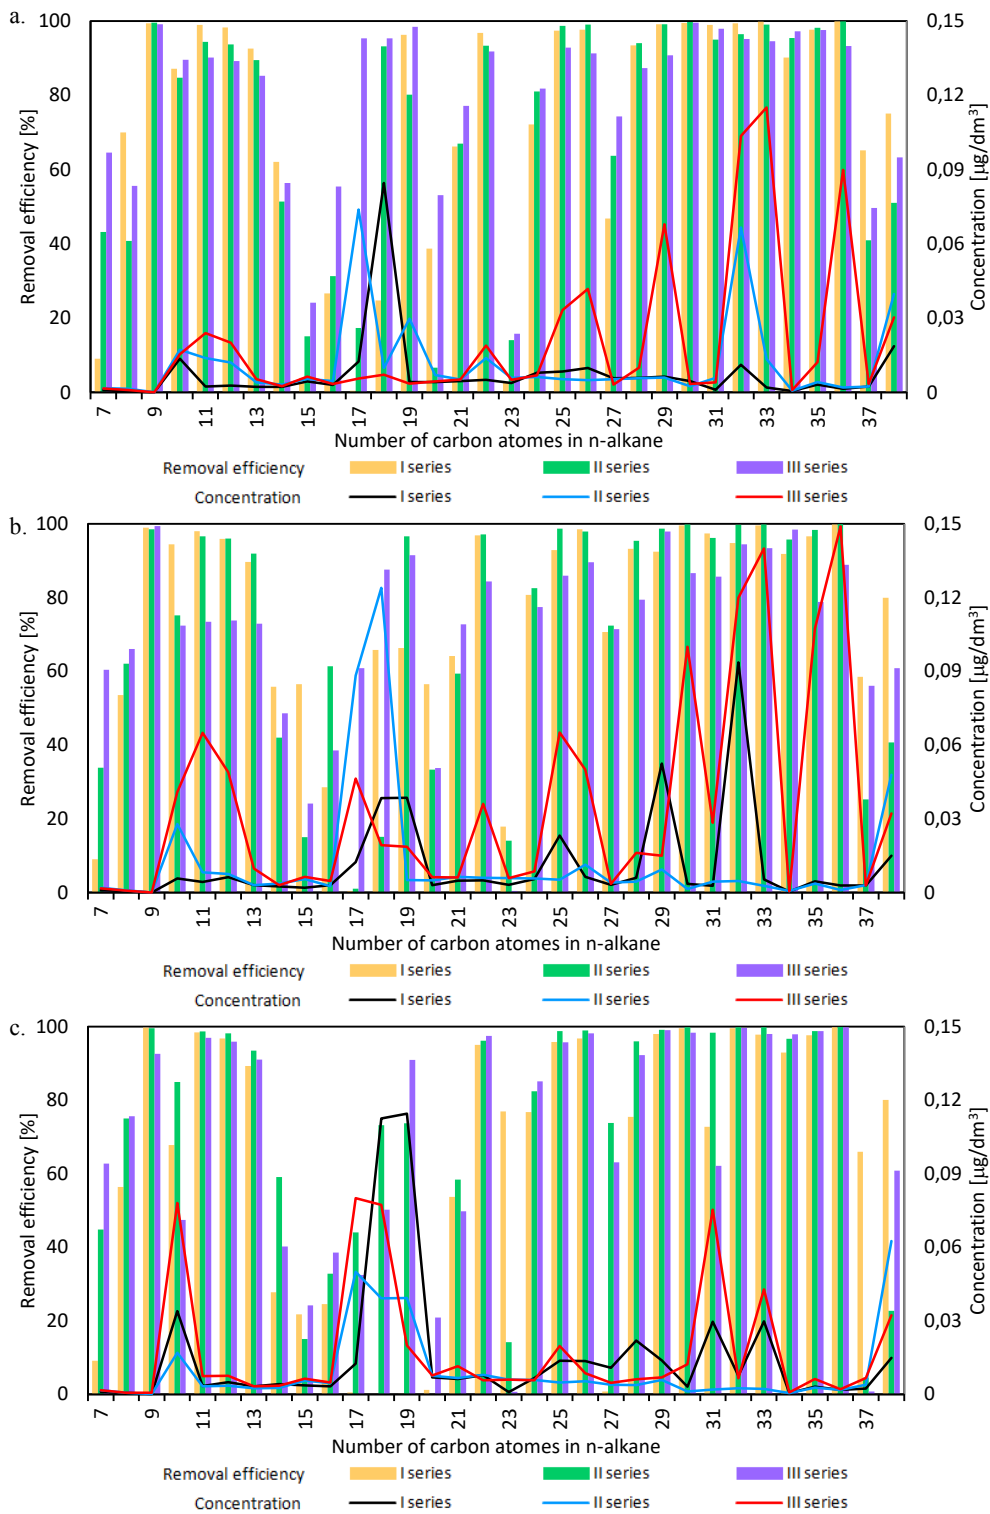 a.
Removal efficiency [%]
100
80
60
40
20
0
0,15
0,12
0,09
0,06
0,03
0
Concentration [µg/dm³]
7 9 11 13 15 17 19 21 23 25 27 29 31 33 35 37
Number of carbon atomes in n-alkane
Removal efficiency I series II series III series
Concentration I series II series III series
b.
Removal efficiency [%]
100
80
60
40
20
0
0,15
0,12
0,09
0,06
0,03
0
Concentration [µg/dm³]
7 9 11 13 15 17 19 21 23 25 27 29 31 33 35 37
Number of carbon atomes in n-alkane
Removal efficiency I series II series III series
Concentration I series II series III series
c.
Removal efficiency [%]
100
80
60
40
20
0
0,15
0,12
0,09
0,06
0,03
0
Concentration [µg/dm³]
7 9 11 13 15 17 19 21 23 25 27 29 31 33 35 37
Number of carbon atomes in n-alkane
Removal efficiency I series II series III series
Concentration I series II series III series